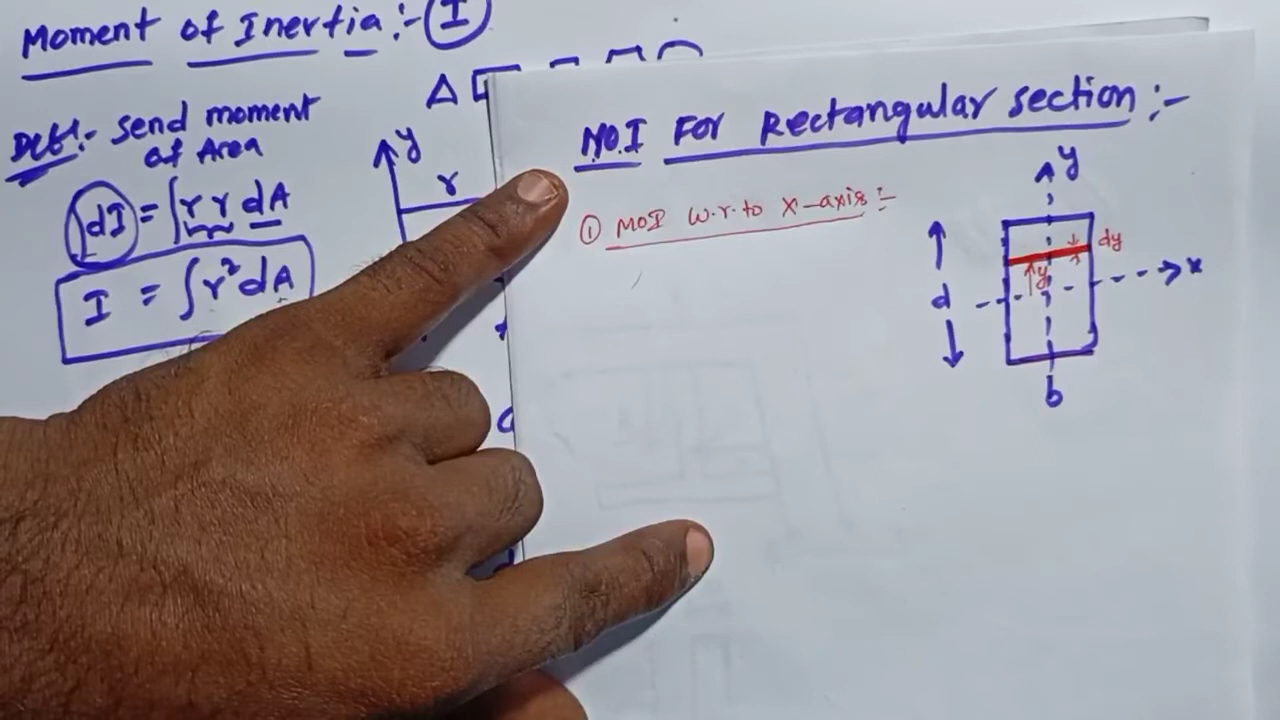 Moment of Inertia :- I
Def:- Send moment
of Area
dI = ∫r r dA
I = ∫r² dA
A
y
r
M.O.I For Rectangular section :-
① MOI w.r.to X-axis :-
y
dy
y
x
d
b